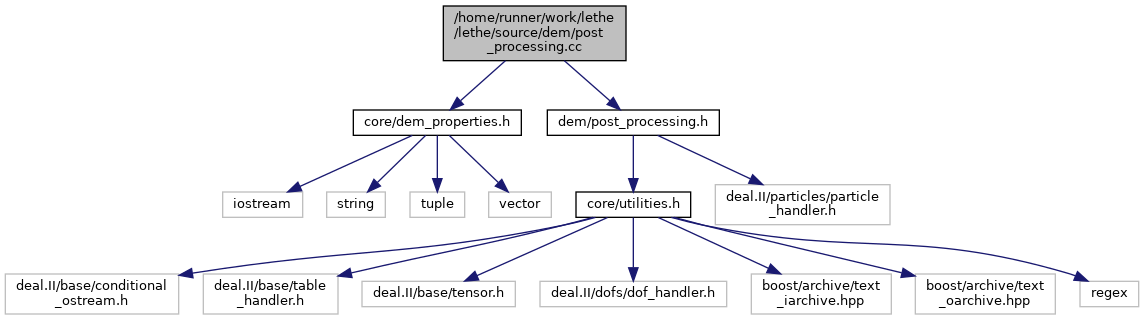 /home/runner/work/lethe
/lethe/source/dem/post
_processing.cc
core/dem_properties.h
dem/post_processing.h
iostream
string
tuple
vector
core/utilities.h
deal.II/particles/particle
_handler.h
deal.II/base/conditional
_ostream.h
deal.II/base/table
_handler.h
deal.II/base/tensor.h
deal.II/dofs/dof_handler.h
boost/archive/text
_iarchive.hpp
boost/archive/text
_oarchive.hpp
regex